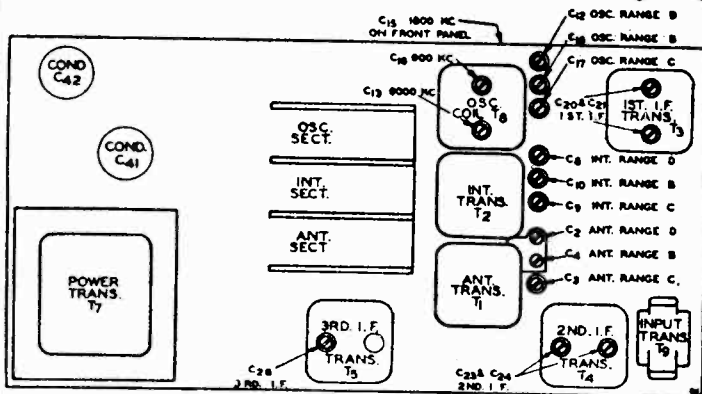 C15 1800 KC
ON FRONT PANEL
C12 OSC. RANGE D
C18 OSC. RANGE B
C17 OSC. RANGE C
COND
C42
C16 600 KC
C13 6000 KC
OSC.
COIL T6
C20 & C21
1ST. I.F.
1ST. I.F.
TRANS.
T3
COND.
C41
OSC.
SECT.
INT.
SECT.
ANT.
SECT
INT.
TRANS.
T2
C8 INT. RANGE D
C10 INT. RANGE B
C9 INT. RANGE C
C2 ANT. RANGE D
C4 ANT. RANGE B
C3 ANT. RANGE C.
ANT.
TRANS.
T1
POWER
TRANS.
T7
3RD. I.F.
TRANS.
T5
C28
3RD. I.F.
2ND. I.F.
TRANS.
T4
C23 & C24
2ND. I.F.
INPUT
TRANS.
T9